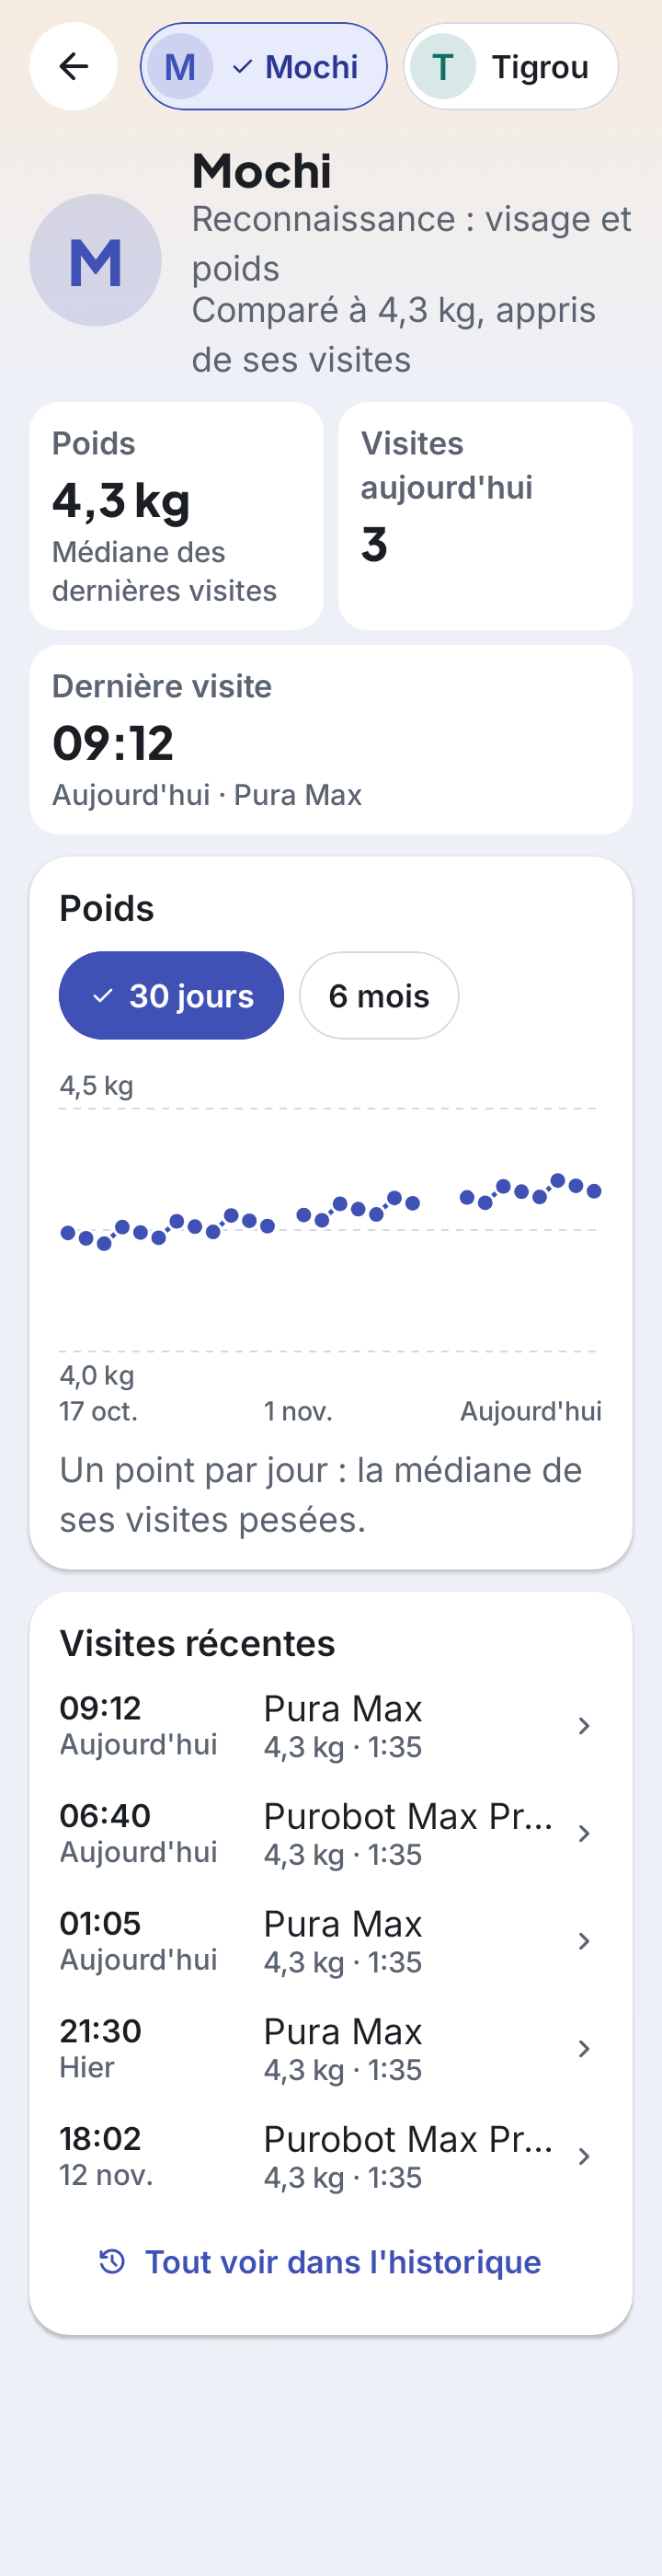 M Mochi
T Tigrou
M
Mochi
Reconnaissance : visage et
poids
Comparé à 4,3 kg, appris
de ses visites
Poids
4,3 kg
Médiane des
dernières visites
Visites
aujourd'hui
3
Dernière visite
09:12
Aujourd'hui · Pura Max
Poids
30 jours
6 mois
4,5 kg
4,0 kg
17 oct.
1 nov.
Aujourd'hui
Un point par jour : la médiane de
ses visites pesées.
Visites récentes
09:12
Aujourd'hui
Pura Max
4,3 kg · 1:35
06:40
Aujourd'hui
Purobot Max Pr...
4,3 kg · 1:35
01:05
Aujourd'hui
Pura Max
4,3 kg · 1:35
21:30
Hier
Pura Max
4,3 kg · 1:35
18:02
12 nov.
Purobot Max Pr...
4,3 kg · 1:35
Tout voir dans l'historique